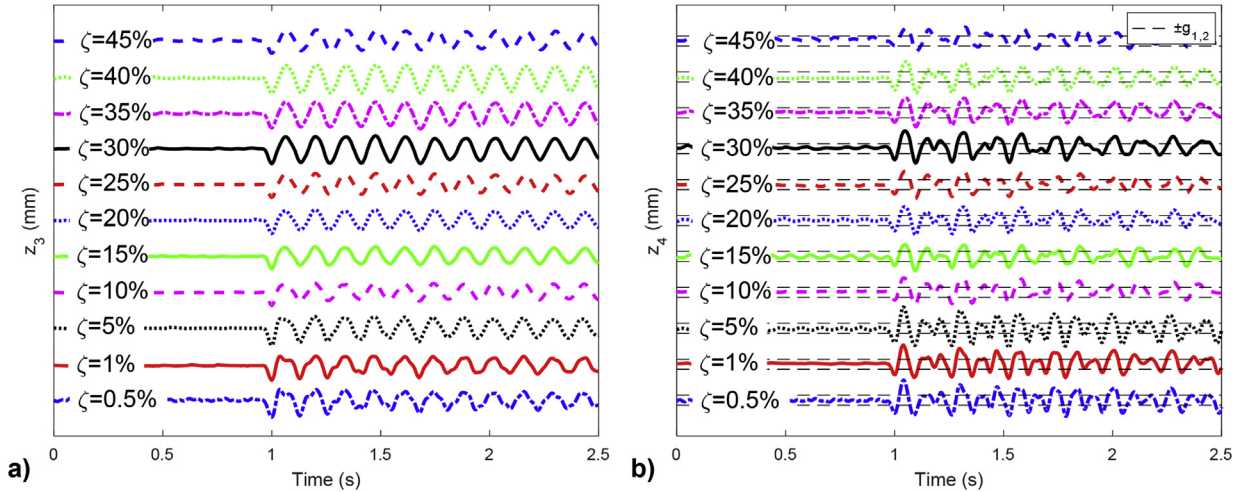 ζ=45%
ζ=40%
ζ=35%
ζ=30%
ζ=25%
ζ=20%
ζ=15%
ζ=10%
ζ=5%
ζ=1%
ζ=0.5%
z3 (mm)
0 0.5 1 1.5 2 2.5
Time (s)
a)
±g1,2
ζ=45%
ζ=40%
ζ=35%
ζ=30%
ζ=25%
ζ=20%
ζ=15%
ζ=10%
ζ=5%
ζ=1%
ζ=0.5%
z4 (mm)
0 0.5 1 1.5 2 2.5
Time (s)
b)